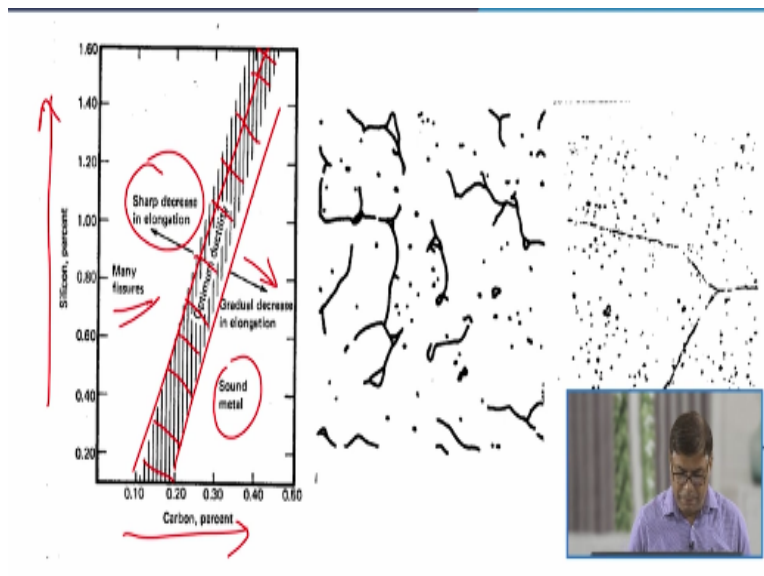 1.60
1.40
1.20
1.00
0.80
0.60
0.40
0.20
Silicon, percent
Sharp decrease
in elongation
Many
fissures
Optimum ductility
Gradual decrease
in elongation
Sound
metal
0.10 0.20 0.30 0.40 0.50
Carbon, percent